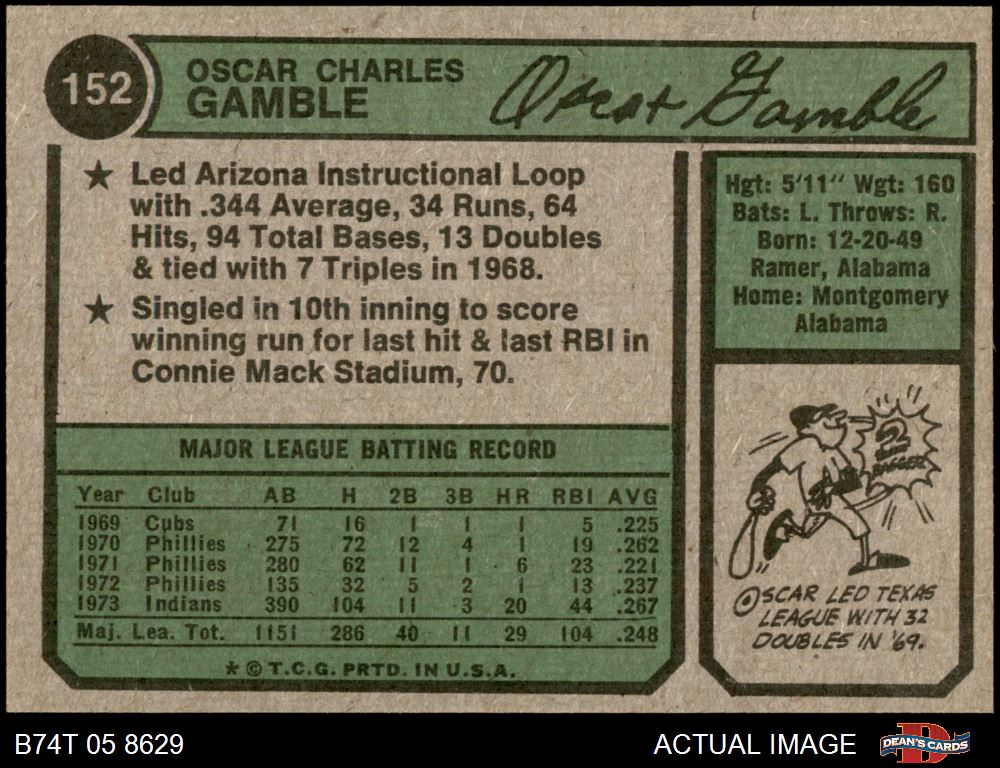 152
OSCAR CHARLES
GAMBLE
Oscar Gamble
★ Led Arizona Instructional Loop
with .344 Average, 34 Runs, 64
Hits, 94 Total Bases, 13 Doubles
& tied with 7 Triples in 1968.
★ Singled in 10th inning to score
winning run for last hit & last RBI in
Connie Mack Stadium, 70.
Hgt: 5'11" Wgt: 160
Bats: L. Throws: R.
Born: 12-20-49
Ramer, Alabama
Home: Montgomery
Alabama
MAJOR LEAGUE BATTING RECORD
Year Club AB H 2B 3B HR RBI AVG
1969 Cubs 71 16 1 1 1 5 .225
1970 Phillies 275 72 12 4 1 19 .262
1971 Phillies 280 62 11 1 6 23 .221
1972 Phillies 135 32 5 2 1 13 .237
1973 Indians 390 104 11 3 20 44 .267
Maj. Lea. Tot. 1151 286 40 11 29 104 .248
★ © T.C.G. PRTD. IN U.S.A.
2
BAGGER
OSCAR LED TEXAS
LEAGUE WITH 32
DOUBLES IN '69.
B74T 05 8629
ACTUAL IMAGE
DEAN'S CARDS